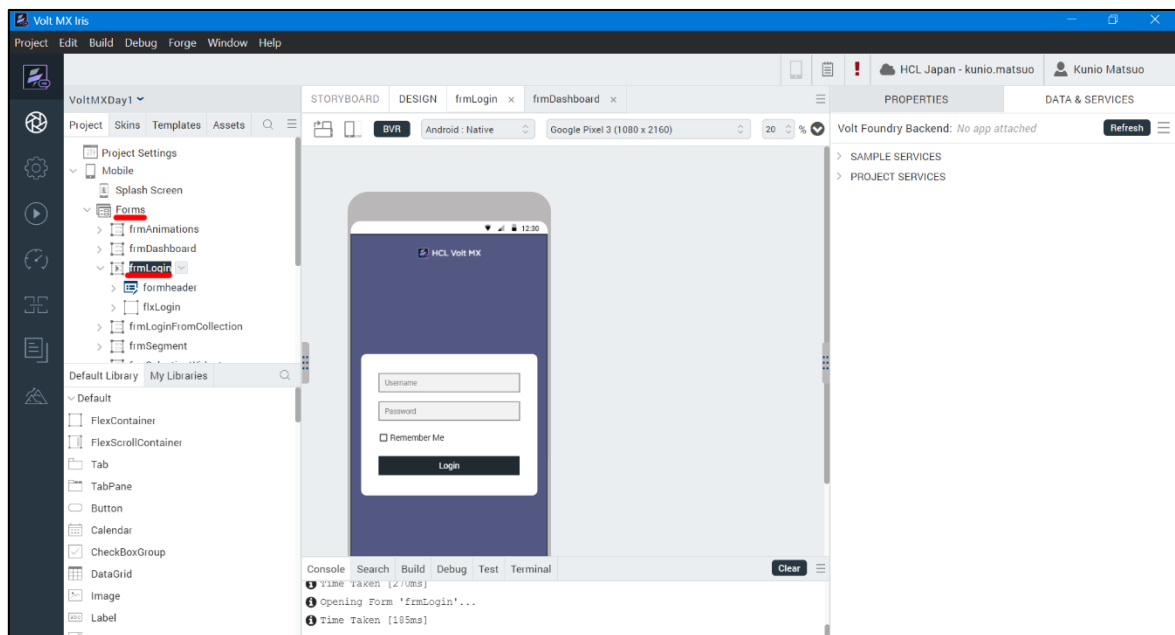 Volt MX Iris
Project Edit Build Debug Forge Window Help
HCL Japan - kunio.matsuo Kunio Matsuo
VoltMXDay1
STORYBOARD DESIGN frmLogin × frmDashboard ×
PROPERTIES DATA & SERVICES
Project Skins Templates Assets
BVR Android : Native Google Pixel 3 (1080 x 2160) 20 %
Volt Foundry Backend: No app attached Refresh
Project Settings
Mobile
Splash Screen
Forms
frmAnimations
frmDashboard
frmLogin
formheader
flxLogin
frmLoginFromCollection
frmSegment
SAMPLE SERVICES
PROJECT SERVICES
12:30
HCL Volt MX
Username
Password
Remember Me
Login
Default Library My Libraries
Default
FlexContainer
FlexScrollContainer
Tab
TabPane
Button
Calendar
CheckBoxGroup
DataGrid
Image
Label
Console Search Build Debug Test Terminal Clear
Time Taken [270ms]
Opening Form 'frmLogin'...
Time Taken [185ms]